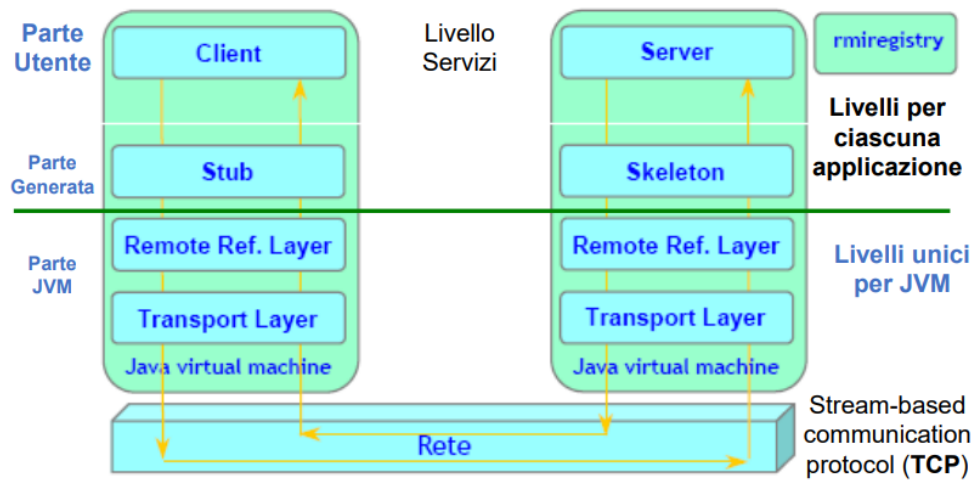 Parte
Utente
Client
Livello
Servizi
Server
rmiregistry
Livelli per
ciascuna
applicazione
Parte
Generata
Stub
Skeleton
Parte
JVM
Remote Ref. Layer
Remote Ref. Layer
Livelli unici
per JVM
Transport Layer
Transport Layer
Java virtual machine
Java virtual machine
Rete
Stream-based
communication
protocol (TCP)